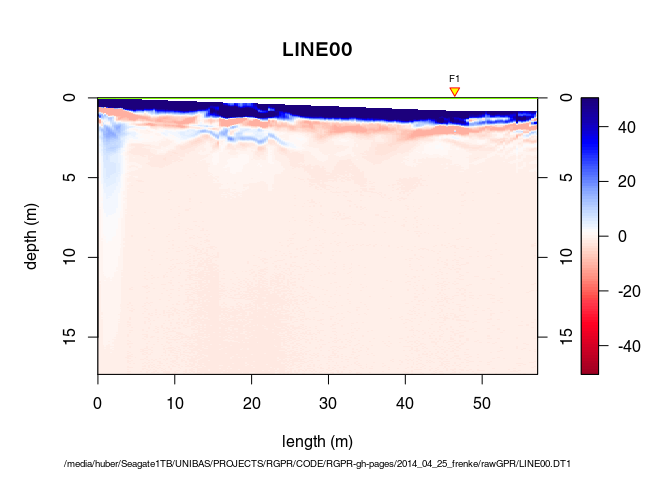 LINE00
F1
0
5
10
15
depth (m)
0
5
10
15
40
20
0
-20
-40
0 10 20 30 40 50
length (m)
/media/huber/Seagate1TB/UNIBAS/PROJECTS/RGPR/CODE/RGPR-gh-pages/2014_04_25_frenke/rawGPR/LINE00.DT1